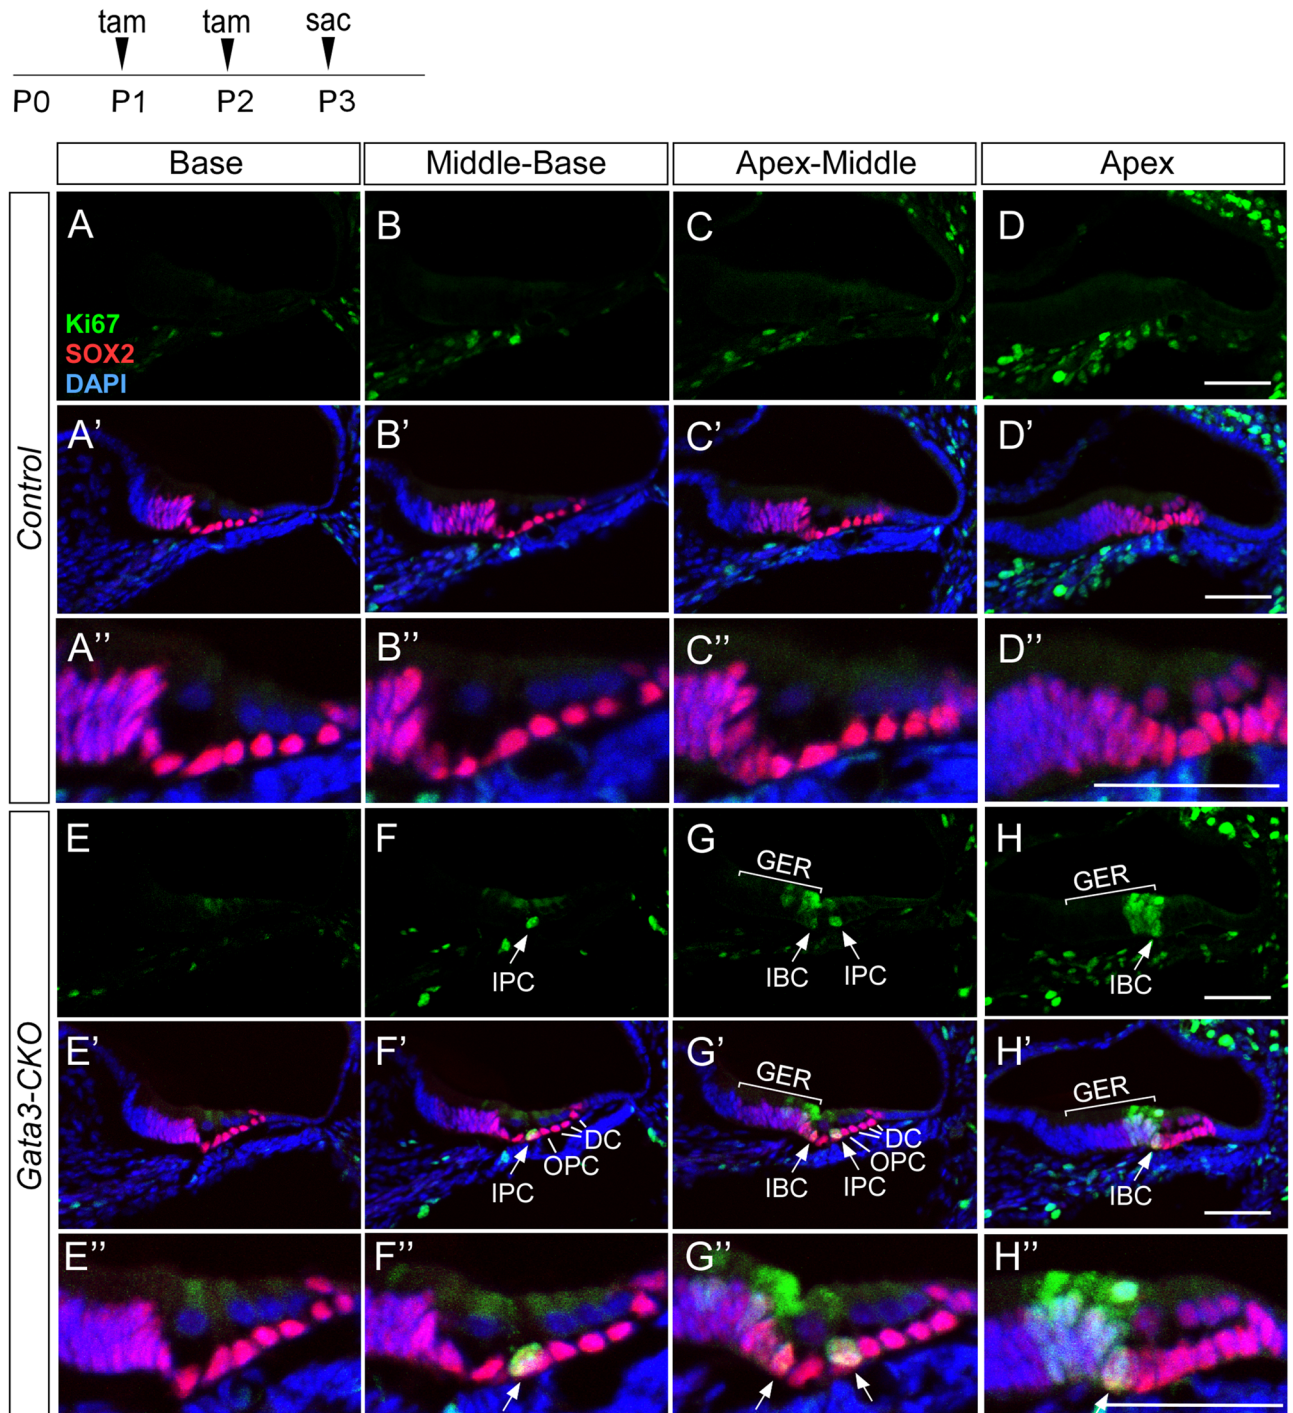 tam tam sac
P0 P1 P2 P3
Base Middle-Base Apex-Middle Apex
Control
A B C D
Ki67
SOX2
DAPI
A’ B’ C’ D’
A’’ B’’ C’’ D’’
Gata3-CKO
E F G H
GER GER
IPC IBC IPC IBC
E’ F’ G’ H’
GER GER
DC DC
OPC OPC
IPC IBC IPC IBC
E’’ F’’ G’’ H’’